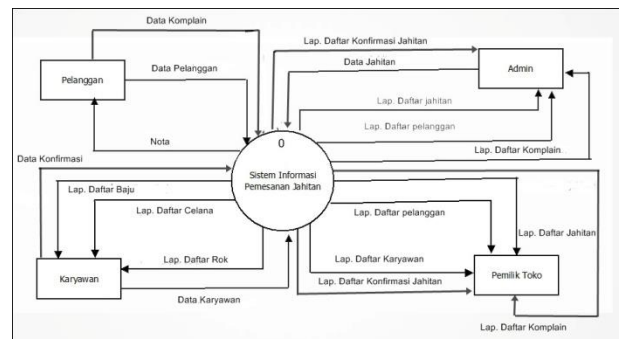 Data Komplain
Lap. Daftar Konfirmasi Jahitan
Data Jahitan
Admin
Pelanggan
Data Pelanggan
Lap. Daftar jahitan
Lap. Daftar pelanggan
Nota
Lap. Daftar Komplain
Data Konfirmasi
0
Sistem Informasi
Pemesanan Jahitan
Lap. Daftar Baju
Lap. Daftar Celana
Lap. Daftar pelanggan
Lap. Daftar Jahitan
Lap. Daftar Rok
Lap. Daftar Karyawan
Karyawan
Pemilik Toko
Lap. Daftar Konfirmasi Jahitan
Data Karyawan
Lap. Daftar Komplain